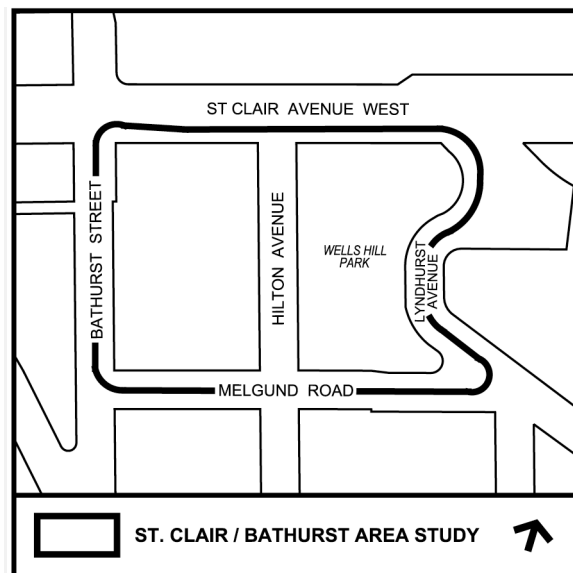 ST CLAIR AVENUE WEST
BATHURST STREET
HILTON AVENUE
WELLS HILL
PARK
LYNDHURST
AVENUE
MELGUND ROAD
ST. CLAIR / BATHURST AREA STUDY